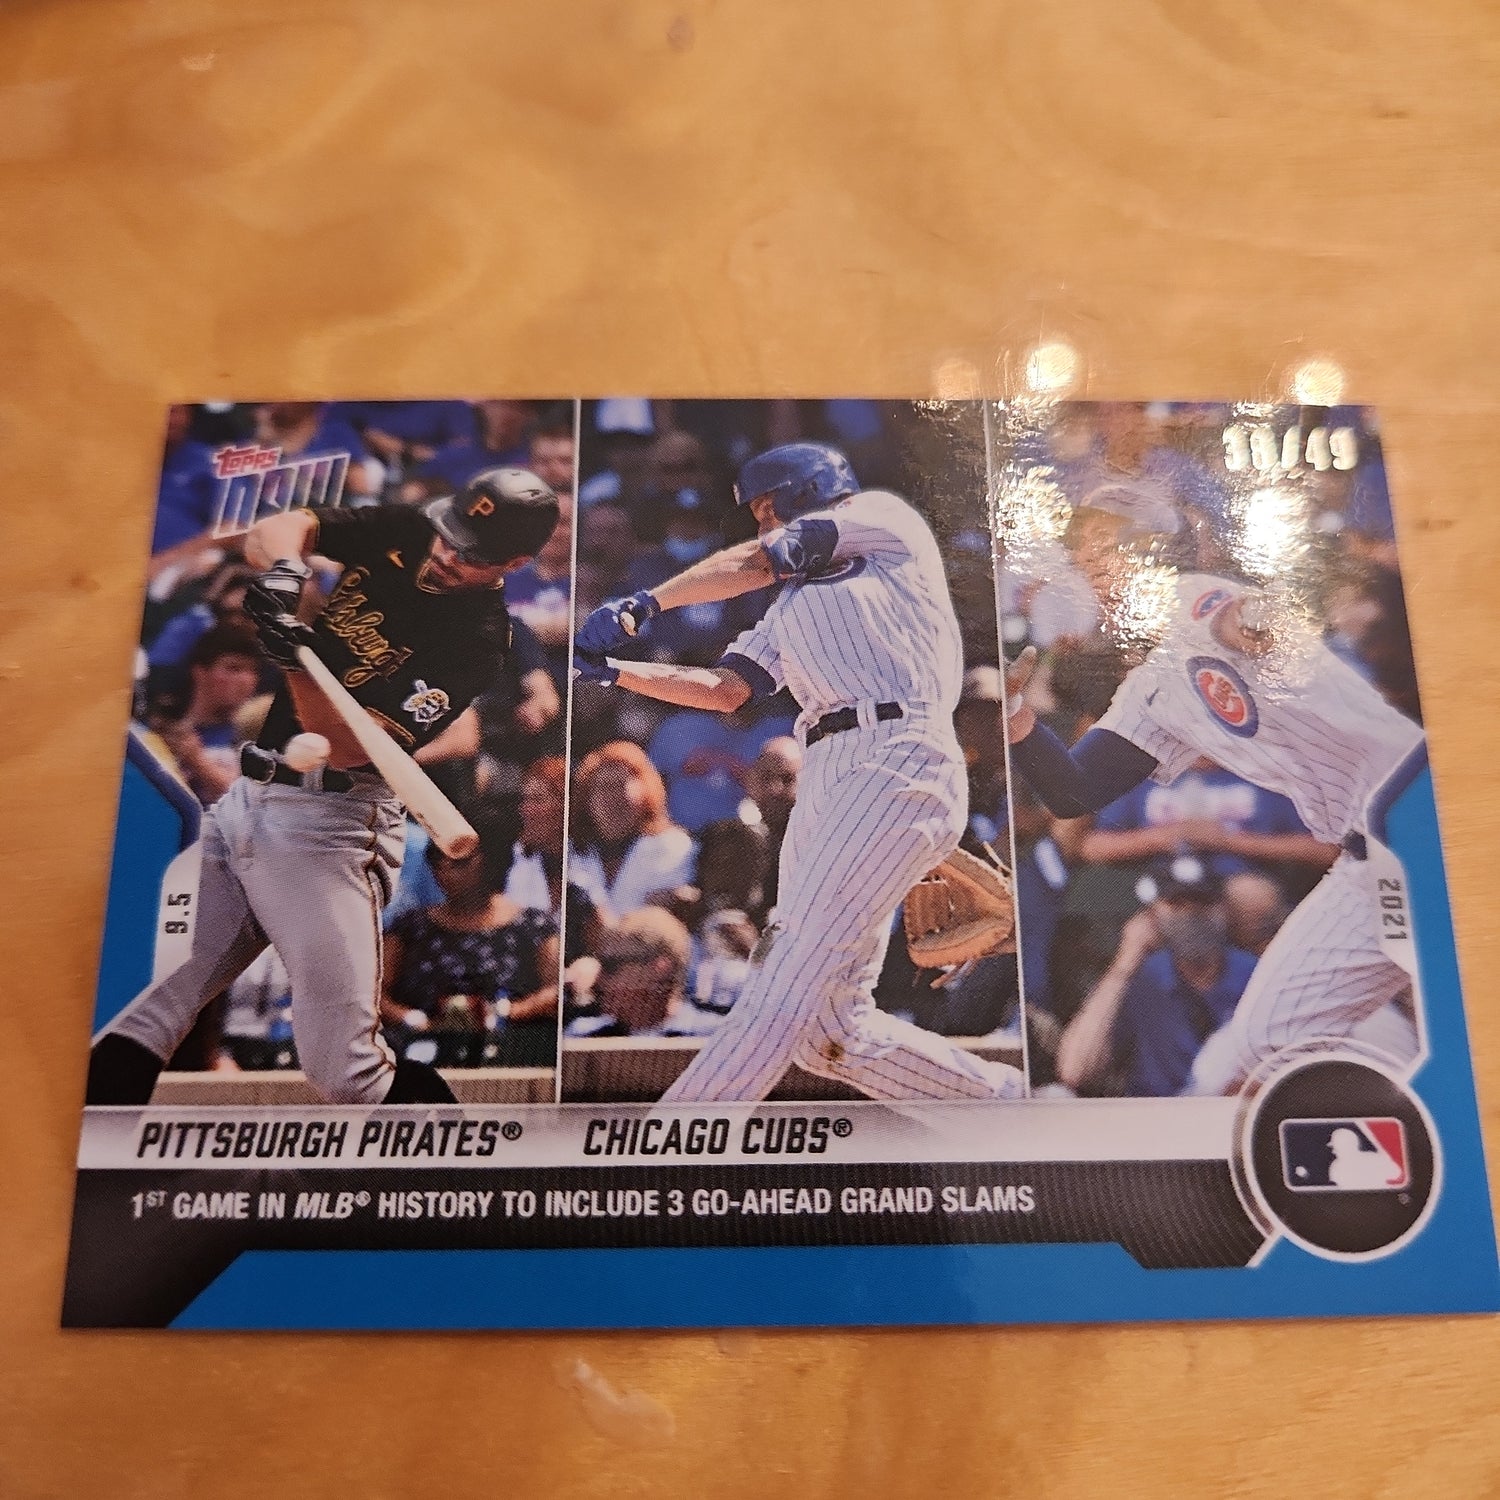 topps
now
38/49
P
Pittsburgh
9.5
2021
PITTSBURGH PIRATES® CHICAGO CUBS®
1ST GAME IN MLB® HISTORY TO INCLUDE 3 GO-AHEAD GRAND SLAMS